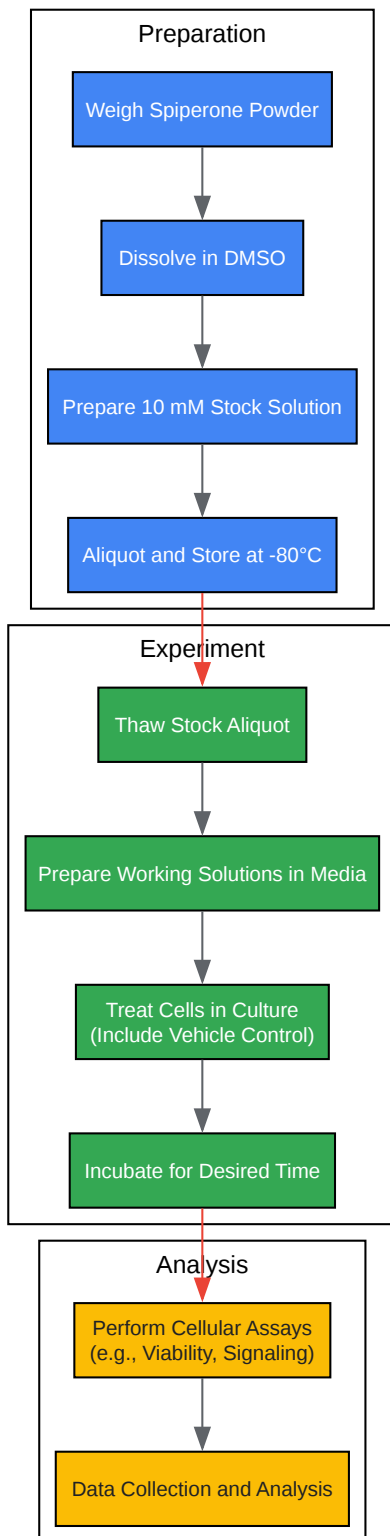 Preparation
Weigh Spiperone Powder
Dissolve in DMSO
Prepare 10 mM Stock Solution
Aliquot and Store at -80°C
Experiment
Thaw Stock Aliquot
Prepare Working Solutions in Media
Treat Cells in Culture
(Include Vehicle Control)
Incubate for Desired Time
Analysis
Perform Cellular Assays
(e.g., Viability, Signaling)
Data Collection and Analysis